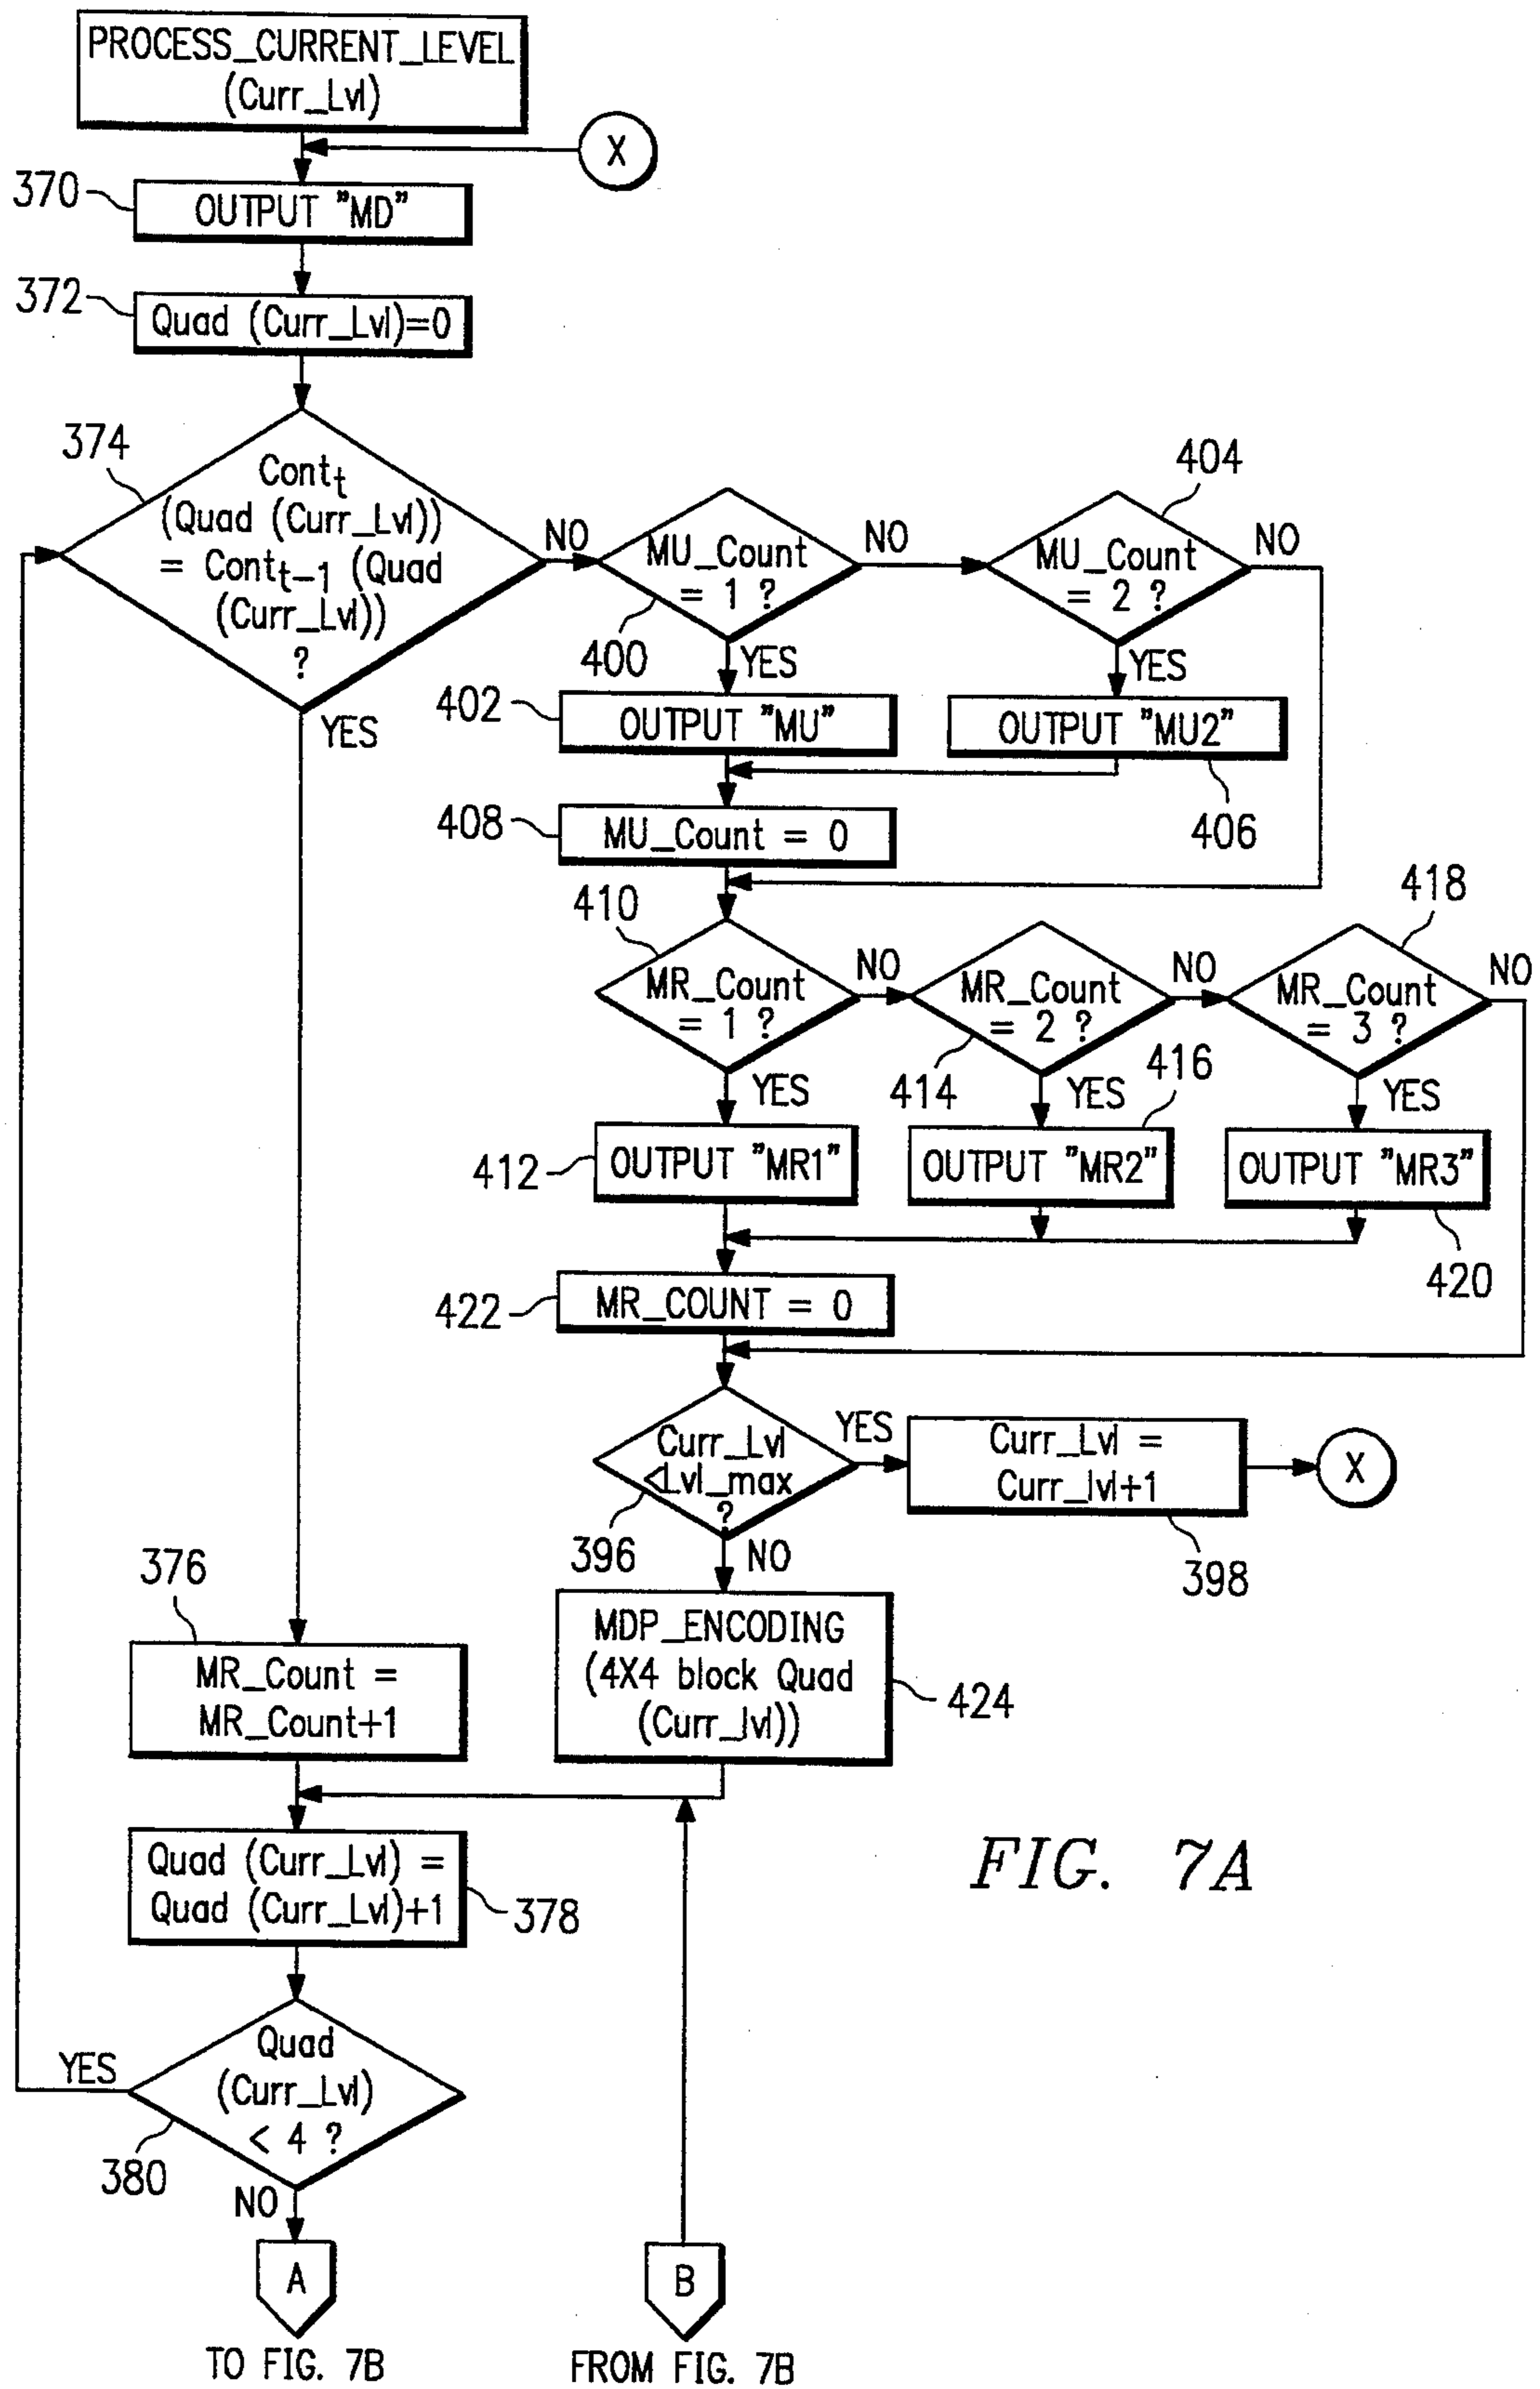 PROCESS_CURRENT_LEVEL
(Curr_Lvl)
X
370
OUTPUT "MD"
372
Quad (Curr_Lvl)=0
374
Cont_t
(Quad (Curr_Lvl))
= Cont_t-1 (Quad
(Curr_Lvl))
?
NO
YES
MU_Count
= 1 ?
400
NO
YES
404
MU_Count
= 2 ?
NO
YES
402
OUTPUT "MU"
OUTPUT "MU2"
406
408
MU_Count = 0
410
MR_Count
= 1 ?
NO
YES
MR_Count
= 2 ?
414
NO
YES
418
MR_Count
= 3 ?
NO
YES
412
OUTPUT "MR1"
416
OUTPUT "MR2"
OUTPUT "MR3"
420
422
MR_COUNT = 0
Curr_Lvl
<Lvl_max
?
396
YES
NO
Curr_Lvl =
Curr_lvl+1
398
X
376
MR_Count =
MR_Count+1
MDP_ENCODING
(4X4 block Quad
(Curr_lvl))
424
Quad (Curr_Lvl) =
Quad (Curr_Lvl)+1
378
FIG. 7A
YES
Quad
(Curr_Lvl)
< 4 ?
380
NO
A
B
TO FIG. 7B
FROM FIG. 7B